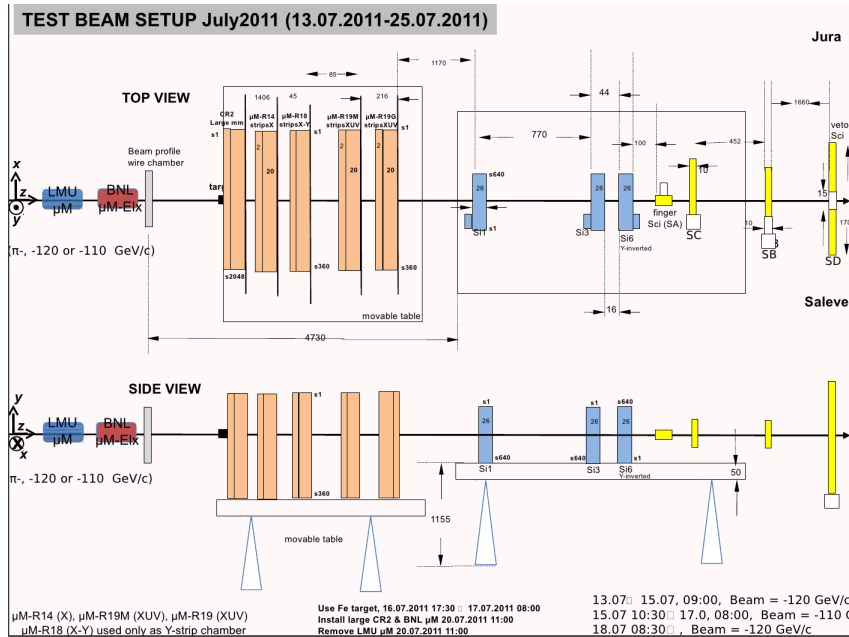 TEST BEAM SETUP July2011 (13.07.2011-25.07.2011)
Jura
1170
85
TOP VIEW
1406
45
216
44
1660
CR2
Large mm
µM-R14
stripsX
µM-R18
stripsX-Y
µM-R19M
stripsXUV
µM-R19G
stripsXUV
veto
Sci
s1
s1
s1
770
100
452
2
2
2
20
20
20
Beam profile
wire chamber
x
z
y
LMU
µM
BNL
µM-Elx
targ
s640
26
26
26
10
15
Si1
s1
Si3
Si6
Y-inverted
finger
Sci (SA)
SC
10
SB
170
SD
(π-, -120 or -110 GeV/c)
s2048
s360
s360
movable table
16
Saleve
4730
SIDE VIEW
y
z
x
LMU
µM
BNL
µM-Elx
s1
s1
s1
s640
26
26
26
s640
s640
s1
Si1
Si3
Si6
Y-inverted
50
π-, -120 or -110 GeV/c)
s360
1155
movable table
µM-R14 (X), µM-R19M (XUV), µM-R19 (XUV)
µM-R18 (X-Y) used only as Y-strip chamber
Use Fe target, 16.07.2011 17:30 □ 17.07.2011 08:00
Install large CR2 & BNL µM 20.07.2011 11:00
Remove LMU µM 20.07.2011 11:00
13.07□ 15.07, 09:00, Beam = -120 GeV/c
15.07 10:30□ 17.0, 08:00, Beam = -110 G
18.07 08:30□ , Beam = -120 GeV/c